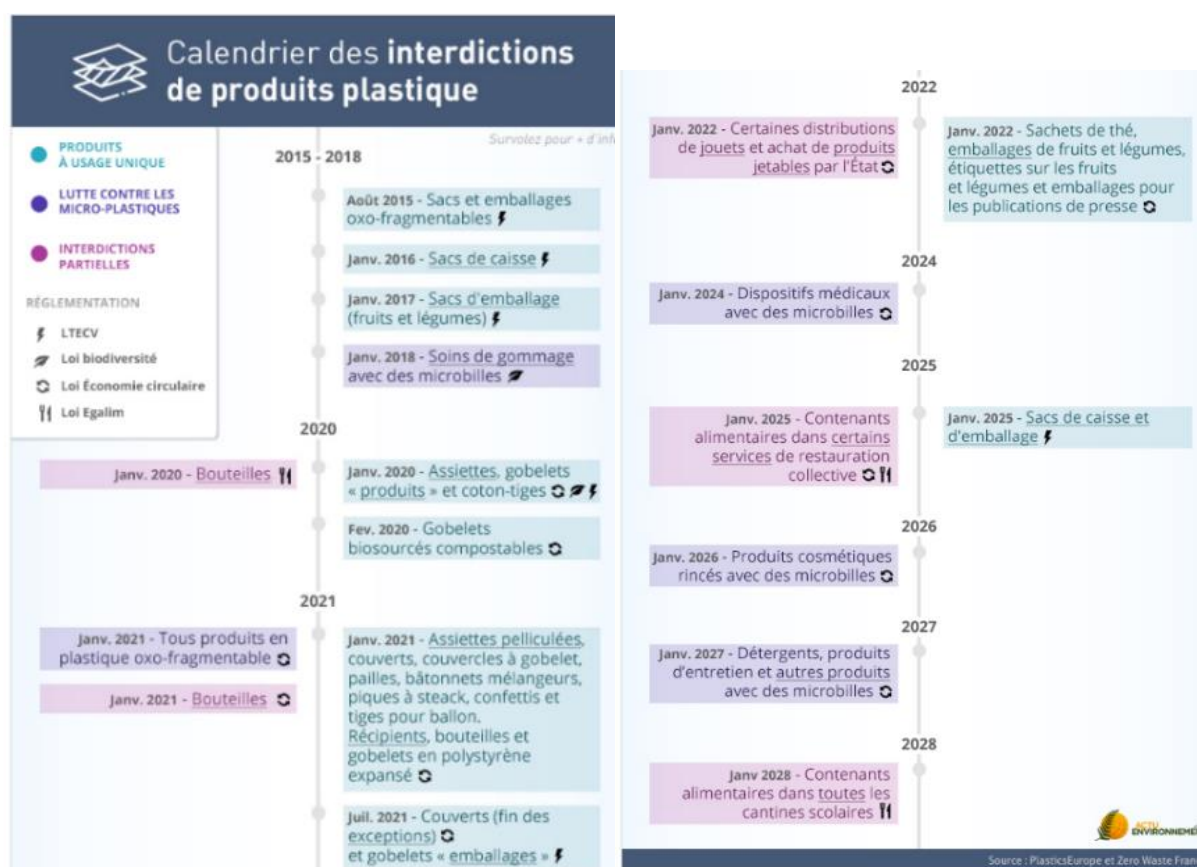 Calendrier des interdictions
de produits plastique
Survolez pour + d'inf
PRODUITS
À USAGE UNIQUE
LUTTE CONTRE LES
MICRO-PLASTIQUES
INTERDICTIONS
PARTIELLES
RÉGLEMENTATION
LTECV
Loi biodiversité
Loi Économie circulaire
Loi Egalim
2015 - 2018
Août 2015 - Sacs et emballages
oxo-fragmentables
Janv. 2016 - Sacs de caisse
Janv. 2017 - Sacs d'emballage
(fruits et légumes)
Janv. 2018 - Soins de gommage
avec des microbilles
2020
Janv. 2020 - Bouteilles
Janv. 2020 - Assiettes, gobelets
« produits » et coton-tiges
Fev. 2020 - Gobelets
biosourcés compostables
2021
Janv. 2021 - Tous produits en
plastique oxo-fragmentable
Janv. 2021 - Bouteilles
Janv. 2021 - Assiettes pelliculées,
couverts, couvercles à gobelet,
pailles, bâtonnets mélangeurs,
piques à steack, confettis et
tiges pour ballon.
Récipients, bouteilles et
gobelets en polystyrène
expansé
Juil. 2021 - Couverts (fin des
exceptions)
et gobelets « emballages »
2022
Janv. 2022 - Certaines distributions
de jouets et achat de produits
jetables par l'État
Janv. 2022 - Sachets de thé,
emballages de fruits et légumes,
étiquettes sur les fruits
et légumes et emballages pour
les publications de presse
2024
Janv. 2024 - Dispositifs médicaux
avec des microbilles
2025
Janv. 2025 - Contenants
alimentaires dans certains
services de restauration
collective
Janv. 2025 - Sacs de caisse et
d'emballage
2026
Janv. 2026 - Produits cosmétiques
rincés avec des microbilles
2027
Janv. 2027 - Détergents, produits
d'entretien et autres produits
avec des microbilles
2028
Janv 2028 - Contenants
alimentaires dans toutes les
cantines scolaires
ACTU
ENVIRONNEME
Source : PlasticsEurope et Zero Waste Fran